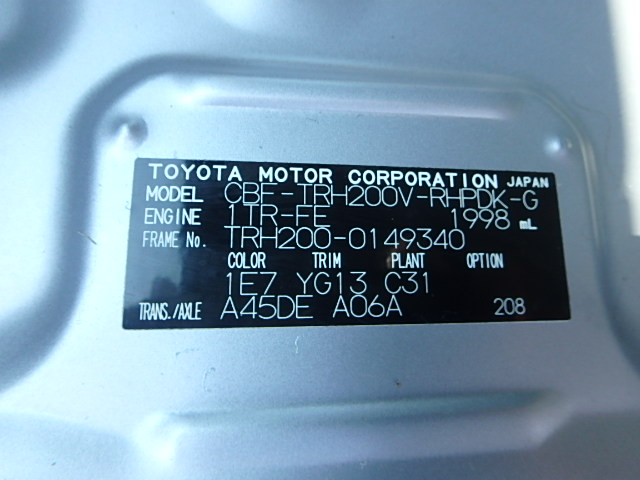 TOYOTA MOTOR CORPORATION JAPAN
MODEL CBF-TRH200V-RHPDK-G
ENGINE 1TR-FE 1998 mL
FRAME No. TRH200-0149340
COLOR TRIM PLANT OPTION
1E7 YG13 C31
TRANS./AXLE A45DE A06A 208